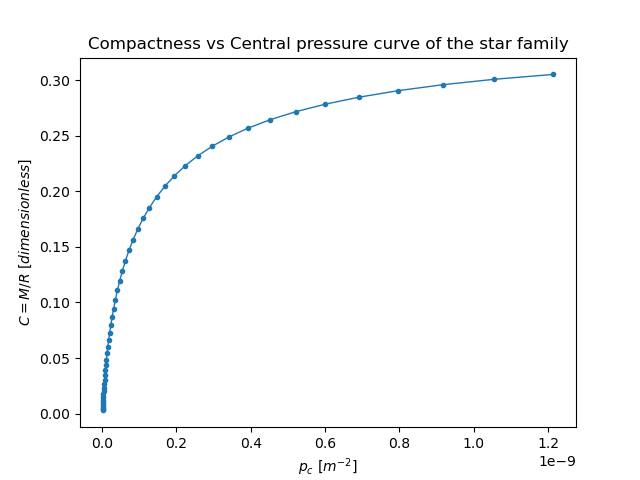 Compactness vs Central pressure curve of the star family
0.30
0.25
0.20
0.15
0.10
0.05
0.00
C = M/R [dimensionless]
0.0 0.2 0.4 0.6 0.8 1.0 1.2
1e−9
p_c [m^{-2}]